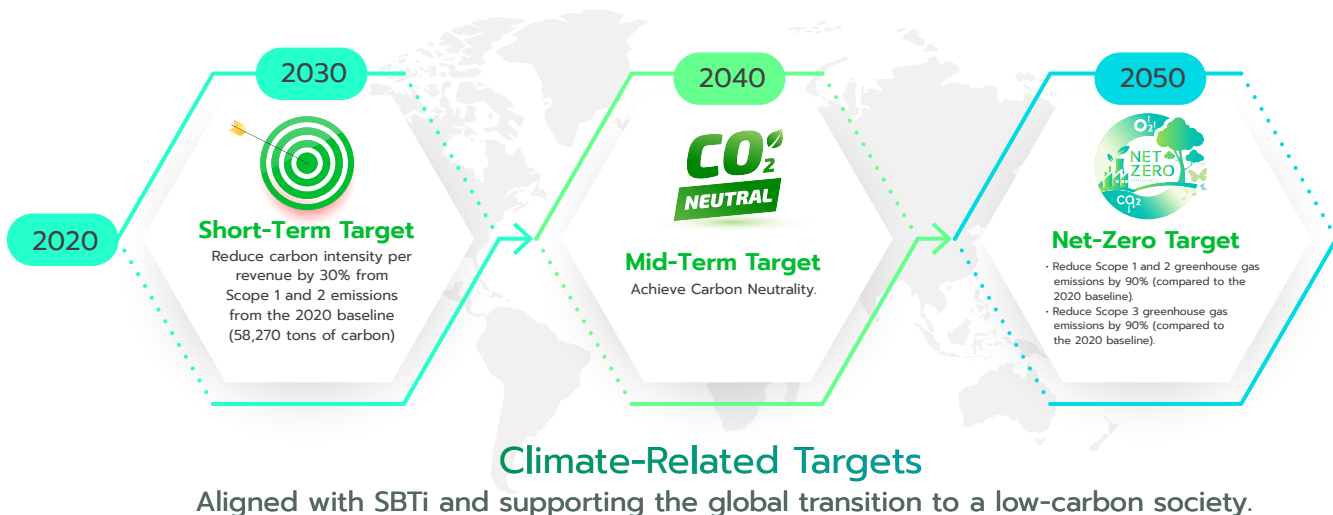 2020
2030
Short-Term Target
Reduce carbon intensity per
revenue by 30% from
Scope 1 and 2 emissions
from the 2020 baseline
(58,270 tons of carbon)
2040
CO2
NEUTRAL
Mid-Term Target
Achieve Carbon Neutrality.
2050
O2
NET
ZERO
CO2
Net-Zero Target
• Reduce Scope 1 and 2 greenhouse gas
emissions by 90% (compared to the
2020 baseline).
• Reduce Scope 3 greenhouse gas
emissions by 90% (compared to
the 2020 baseline).
Climate-Related Targets
Aligned with SBTi and supporting the global transition to a low-carbon society.